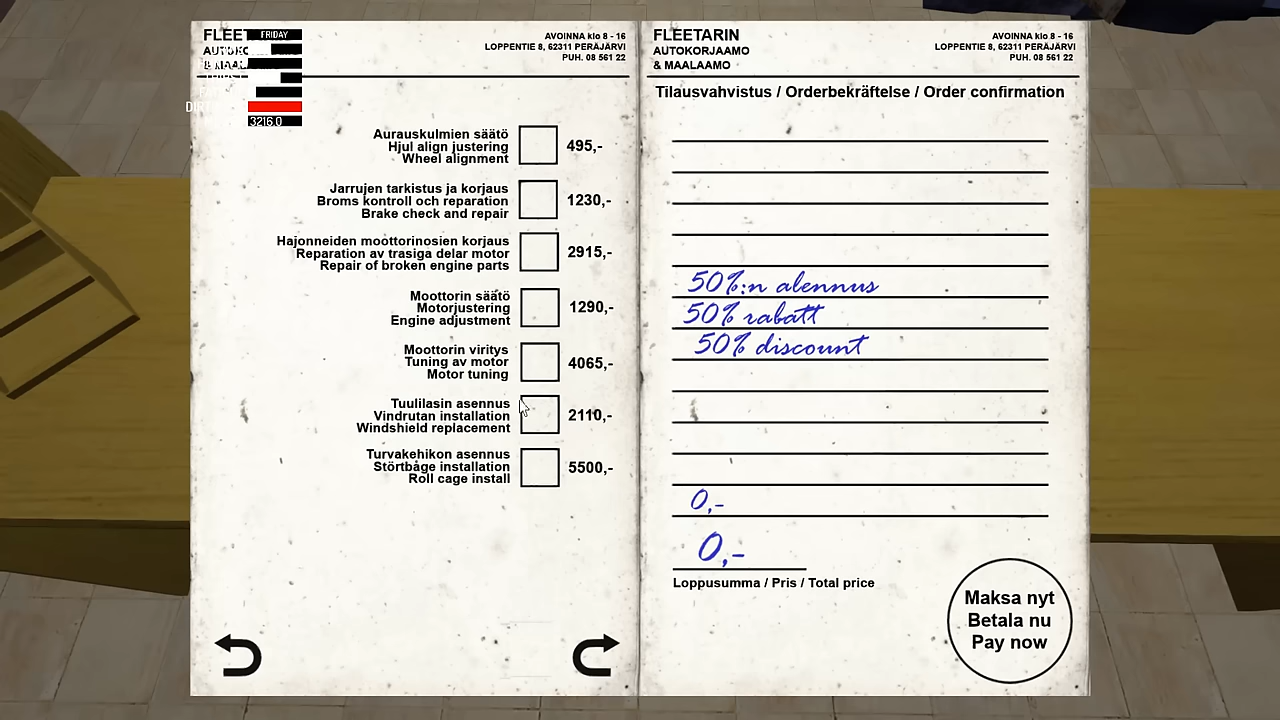 FLEET
FRIDAY
AUTOKO
& MAAL
DIRT
3216.0
AVOINNA klo 8 - 16
LOPPENTIE 8, 62311 PERÄJÄRVI
PUH. 08 561 22
Aurauskulmien säätö
Hjul align justering
Wheel alignment
495,-
Jarrujen tarkistus ja korjaus
Broms kontroll och reparation
Brake check and repair
1230,-
Hajonneiden moottorinosien korjaus
Reparation av trasiga delar motor
Repair of broken engine parts
2915,-
Moottorin säätö
Motorjustering
Engine adjustment
1290,-
Moottorin viritys
Tuning av motor
Motor tuning
4065,-
Tuulilasin asennus
Vindrutan installation
Windshield replacement
2110,-
Turvakehikon asennus
Störtbåge installation
Roll cage install
5500,-
FLEETARIN
AUTOKORJAAMO
& MAALAAMO
AVOINNA klo 8 - 16
LOPPENTIE 8, 62311 PERÄJÄRVI
PUH. 08 561 22
Tilausvahvistus / Orderbekräftelse / Order confirmation
50%:n alennus
50% rabatt
50% discount
0,-
0,-
Loppusumma / Pris / Total price
Maksa nyt
Betala nu
Pay now